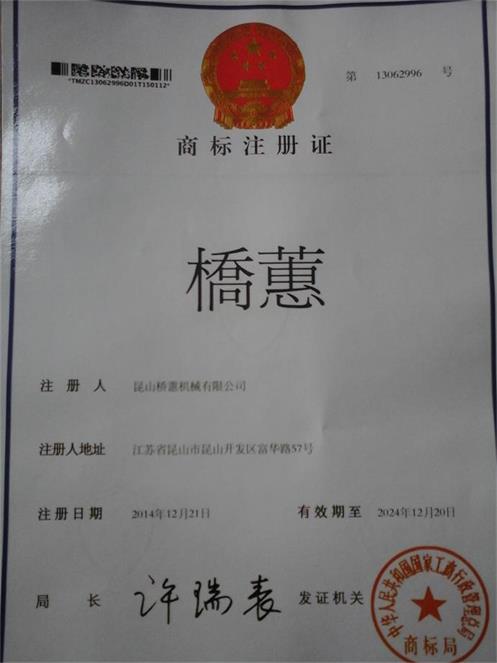 "TMZC13062996D01T150112"
第 13062996 号
商标注册证
橋蕙
注册人 昆山桥蕙机械有限公司
注册人地址 江苏省昆山市昆山开发区富华路57号
注册日期 2014年12月21日 有效期至 2024年12月20日
局长 许瑞表 发证机关
中华人民共和国国家工商行政管理总局
商标局